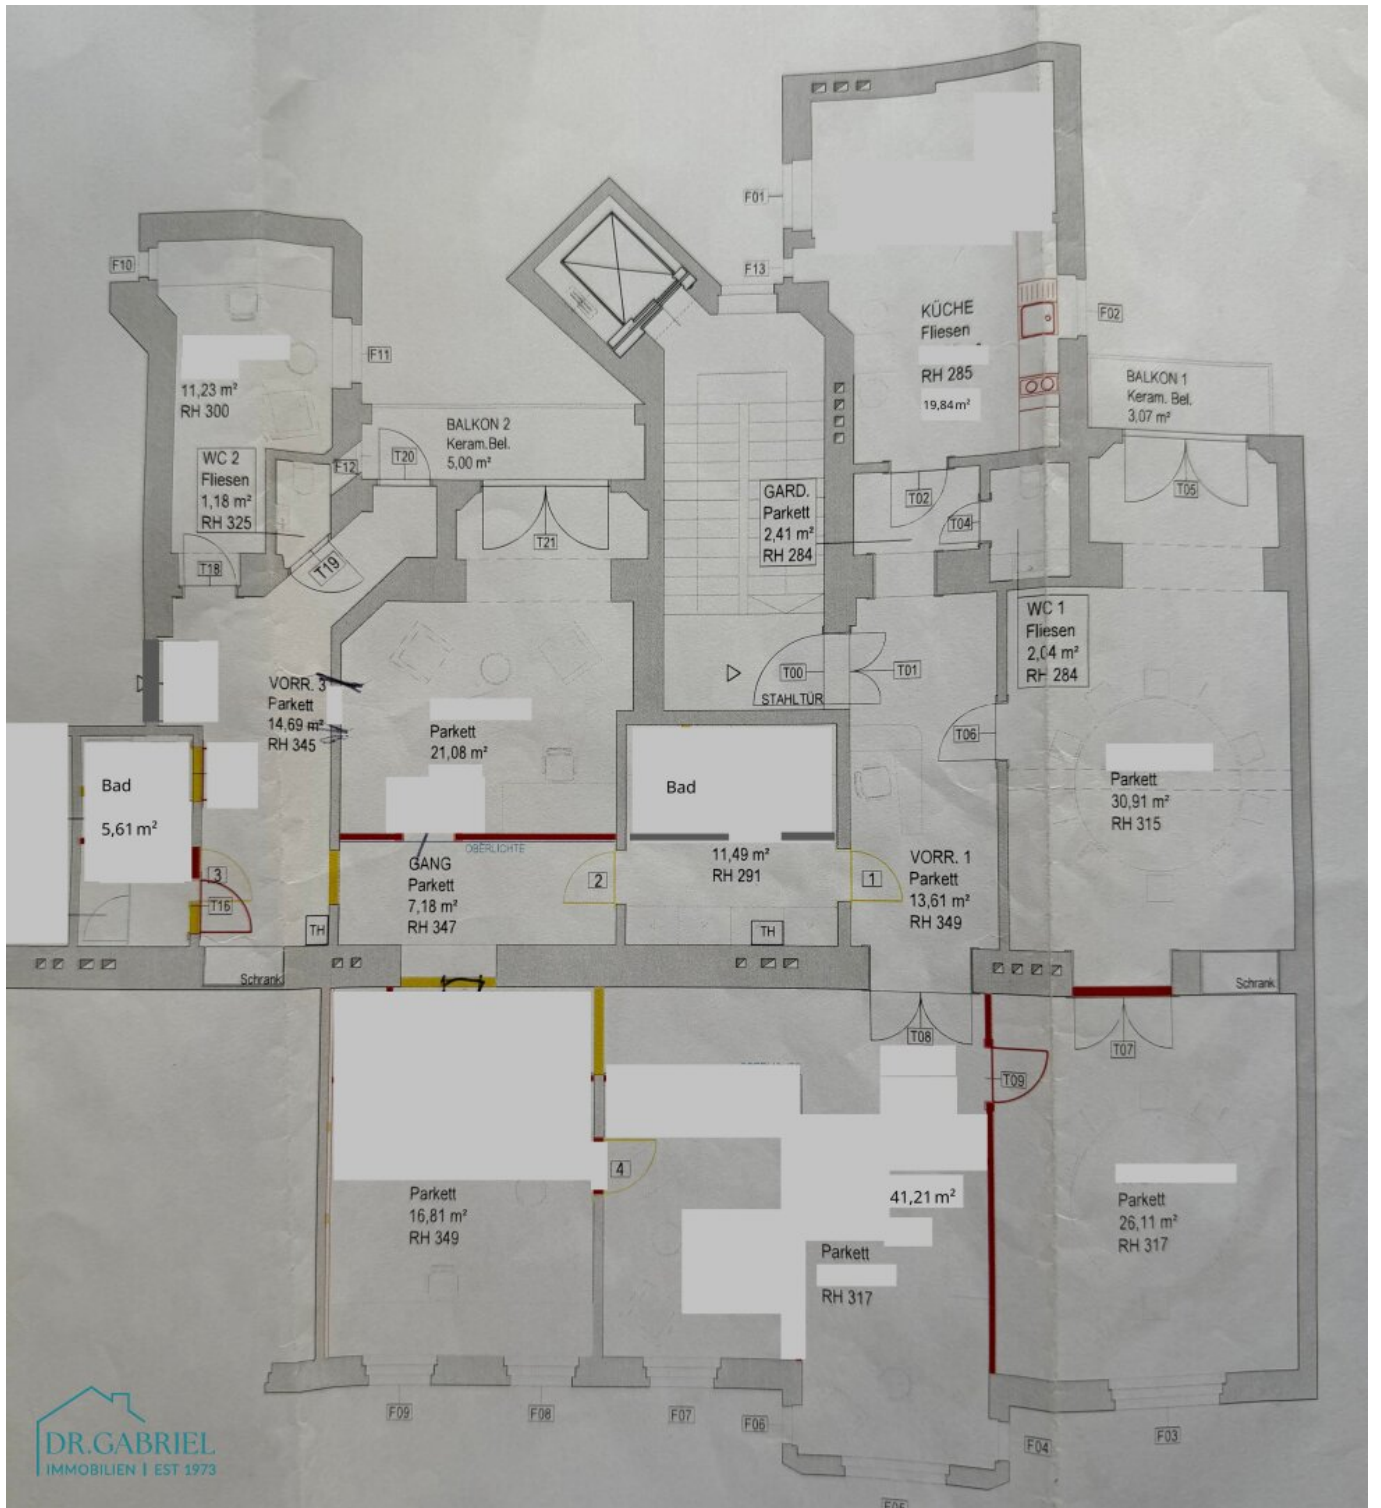 F01
F13
F10
KÜCHE
Fliesen
RH 285
19,84 m²
F02
F11
11,23 m²
RH 300
BALKON 1
Keram. Bel.
3,07 m²
BALKON 2
Keram.Bel.
5,00 m²
WC 2
Fliesen
1,18 m²
RH 325
F12
T20
T05
GARD.
Parkett
2,41 m²
RH 284
T02
T04
T21
T18
T19
WC 1
Fliesen
2,04 m²
RH 284
T00
STAHLTÜR
T01
VORR. 3
Parkett
14,69 m²
RH 345
Parkett
21,08 m²
T06
Bad
5,61 m²
Bad
Parkett
30,91 m²
RH 315
OBERLICHTE
GANG
Parkett
7,18 m²
RH 347
11,49 m²
RH 291
VORR. 1
Parkett
13,61 m²
RH 349
3
2
1
T16
TH
TH
Schrank
Schrank
T08
T07
T09
4
Parkett
16,81 m²
RH 349
41,21 m²
Parkett
RH 317
Parkett
26,11 m²
RH 317
F09
F08
F07
F06
F04
F03
F05
DR.GABRIEL
IMMOBILIEN | EST 1973